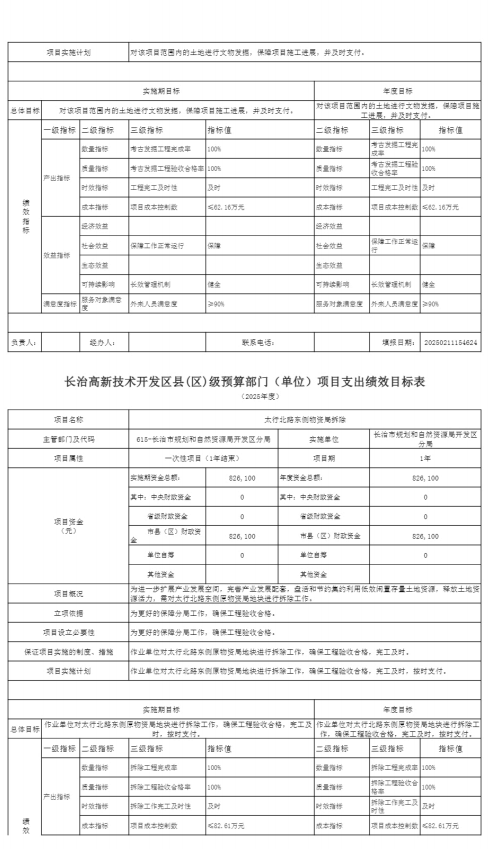 项目实施计划 对该项目范围内的土地进行文物发掘，保障项目施工进展，并及时支付。
实施期目标 年度目标
总体目标 对该项目范围内的土地进行文物发掘，保障项目施工进展，并及时支付。 对该项目范围内的土地进行文物发掘，保障项目施工进展，并及时支付。
绩效指标 一级指标 二级指标 三级指标 指标值 二级指标 三级指标 指标值
产出指标 数量指标 考古发掘工程完成率 100% 数量指标 考古发掘工程完成率 100%
质量指标 考古发掘工程验收合格率 100% 质量指标 考古发掘工程验收合格率 100%
时效指标 工程完工及时性 及时 时效指标 工程完工及时性 及时
成本指标 项目成本控制数 ≤62.16万元 成本指标 项目成本控制数 ≤62.16万元
效益指标 经济效益 经济效益
社会效益 保障工作正常运行 保障 社会效益 保障工作正常运行 保障
生态效益 生态效益
可持续影响 长效管理机制 健全 可持续影响 长效管理机制 健全
满意度指标 服务对象满意度 外来人员满意度 ≥90% 服务对象满意度 外来人员满意度 ≥90%
负责人： 经办人： 联系电话： 填报日期： 20250211154624
长治高新技术开发区县(区)级预算部门（单位）项目支出绩效目标表
（2025年度）
项目名称 太行北路东侧物资局拆除
主管部门及代码 615-长治市规划和自然资源局开发区分局 实施单位 长治市规划和自然资源局开发区分局
项目属性 一次性项目（1年结束） 项目期 1年
项目资金（元） 实施期资金总额： 826,100 年度资金总额： 826,100
其中：中央财政资金 0 其中：中央财政资金 0
省级财政资金 0 省级财政资金 0
市县（区）财政资金 826,100 市县（区）财政资金 826,100
单位自筹 0 单位自筹 0
其他资金 其他资金
项目概况 为进一步扩展产业发展空间，完善产业发展配套，盘活和节约集约利用低效闲置存量土地资源，释放土地资源活力，需对太行北路东侧原物资局地块进行拆除工作。
立项依据 为更好的保障分局工作，确保工程验收合格。
项目设立必要性 为更好的保障分局工作，确保工程验收合格。
保证项目实施的制度、措施 作业单位对太行北路东侧原物资局地块进行拆除工作，确保工程验收合格，完工及时。
项目实施计划 作业单位对太行北路东侧原物资局地块进行拆除工作，确保工程验收合格，完工及时，按时支付。
实施期目标 年度目标
总体目标 作业单位对太行北路东侧原物资局地块进行拆除工作，确保工程验收合格，完工及时，按时支付。 作业单位对太行北路东侧原物资局地块进行拆除工作，确保工程验收合格，完工及时，按时支付。
绩效 一级指标 二级指标 三级指标 指标值 二级指标 三级指标 指标值
产出指标 数量指标 拆除工程完成率 100% 数量指标 拆除工程完成率 100%
质量指标 拆除工程验收合格率 100% 质量指标 拆除工程验收合格率 100%
时效指标 拆除工作完工及时性 及时 时效指标 拆除工作完工及时性 及时
成本指标 项目成本控制数 ≤82.61万元 成本指标 项目成本控制数 ≤82.61万元